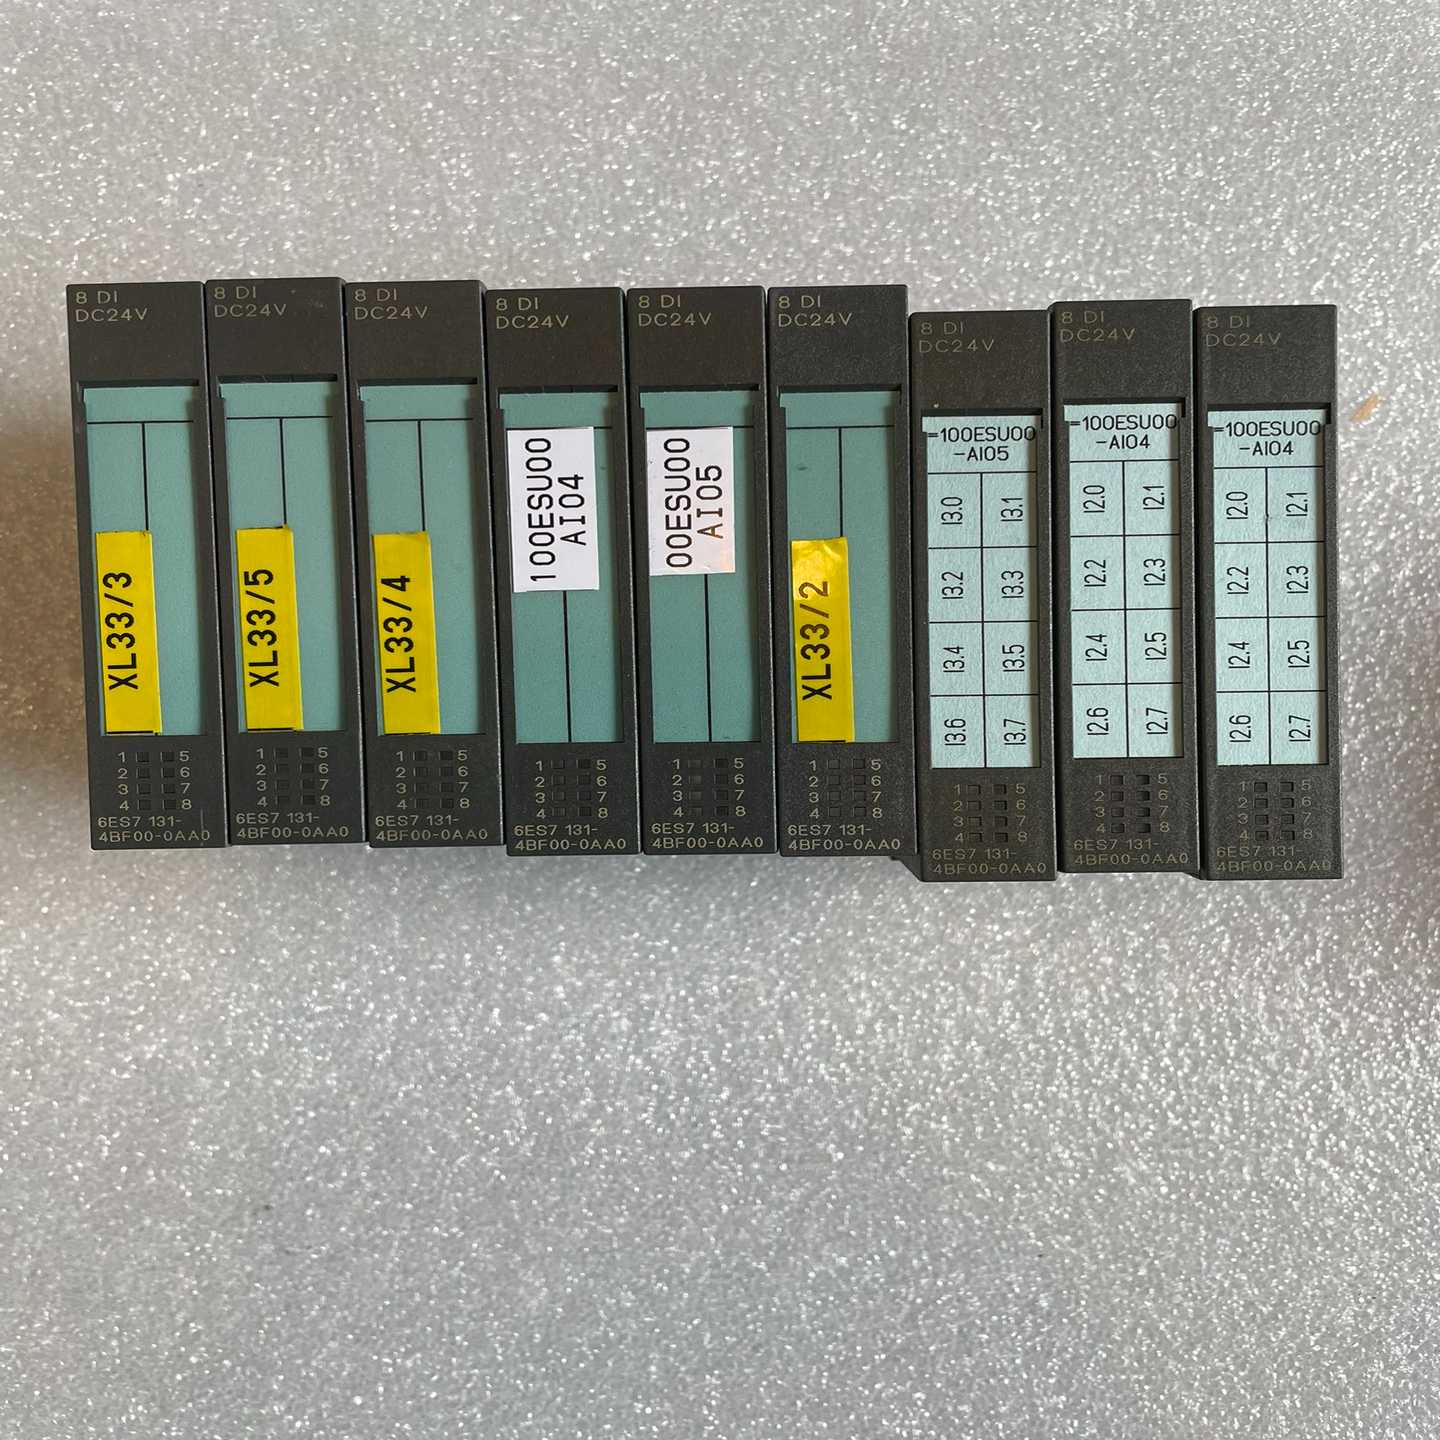 8 DI
DC24V
XL33/3
1 5
2 6
3 7
4 8
6ES7 131-
4BF00-0AA0
8 DI
DC24V
XL33/5
1 5
2 6
3 7
4 8
6ES7 131-
4BF00-0AA0
8 DI
DC24V
XL33/4
1 5
2 6
3 7
4 8
6ES7 131-
4BF00-0AA0
8 DI
DC24V
100ESU00
AI04
1 5
2 6
3 7
4 8
6ES7 131-
4BF00-0AA0
8 DI
DC24V
00ESU00
AI05
1 5
2 6
3 7
4 8
6ES7 131-
4BF00-0AA0
8 DI
DC24V
XL33/2
1 5
2 6
3 7
4 8
6ES7 131-
4BF00-0AA0
8 DI
DC24V
=100ESU00
-AI05
I3.0 I3.1
I3.2 I3.3
I3.4 I3.5
I3.6 I3.7
1 5
2 6
3 7
4 8
6ES7 131-
4BF00-0AA0
8 DI
DC24V
=100ESU00
-AI04
I2.0 I2.1
I2.2 I2.3
I2.4 I2.5
I2.6 I2.7
1 5
2 6
3 7
4 8
6ES7 131-
4BF00-0AA0
8 DI
DC24V
=100ESU00
-AI04
I2.0 I2.1
I2.2 I2.3
I2.4 I2.5
I2.6 I2.7
1 5
2 6
3 7
4 8
6ES7 131-
4BF00-0AA0